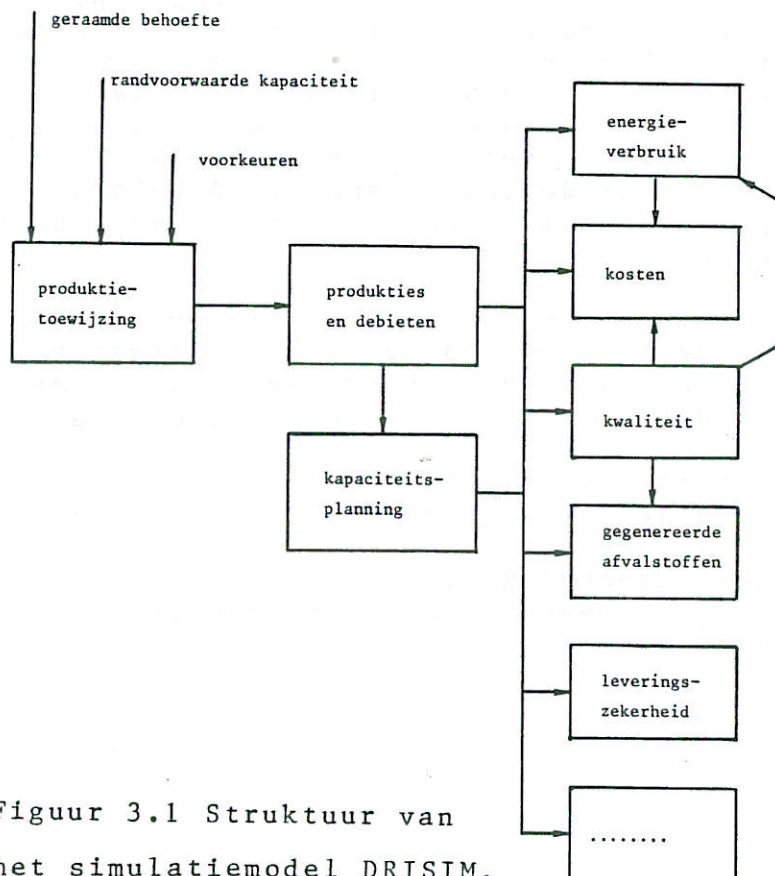 geraamde behoefte
randvoorwaarde kapaciteit
voorkeuren
produktie-
toewijzing
produkties
en debieten
kapaciteits-
planning
energie-
verbruik
kosten
kwaliteit
gegenereerde
afvalstoffen
leverings-
zekerheid
........
Figuur 3.1 Struktuur van
het simulatiemodel DRISIM.